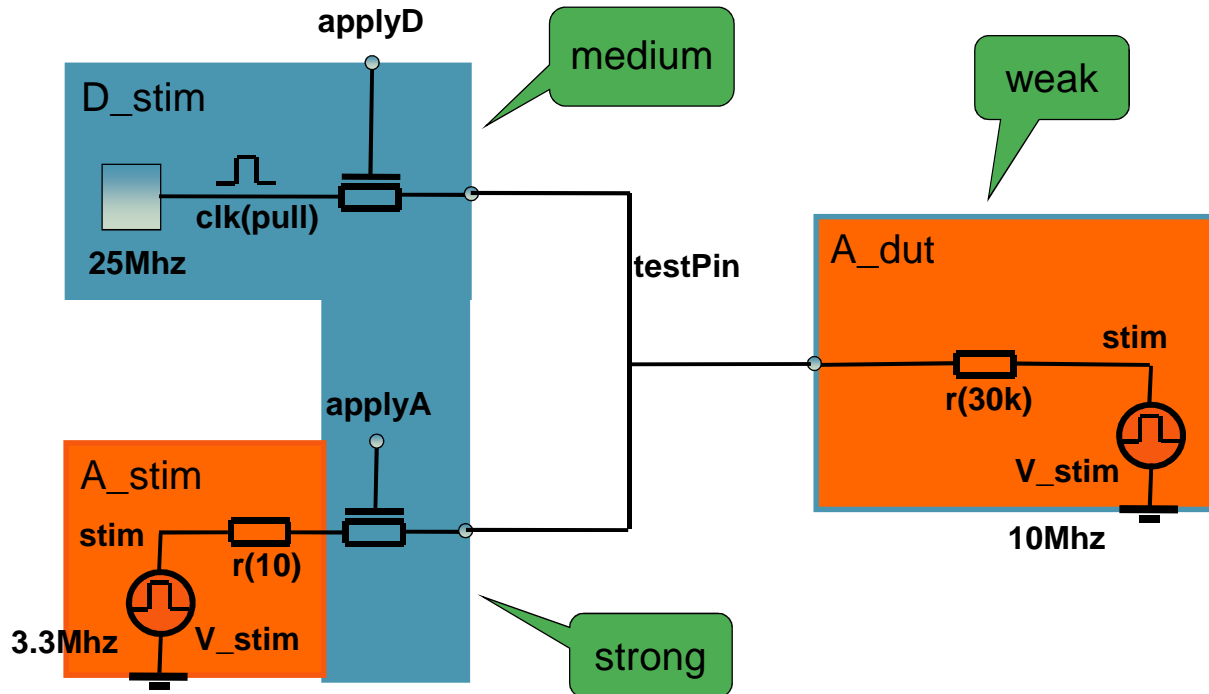 applyD
medium
D_stim
weak
clk(pull)
25Mhz
testPin
A_dut
stim
r(30k)
V_stim
10Mhz
applyA
A_stim
stim
r(10)
3.3Mhz
V_stim
strong